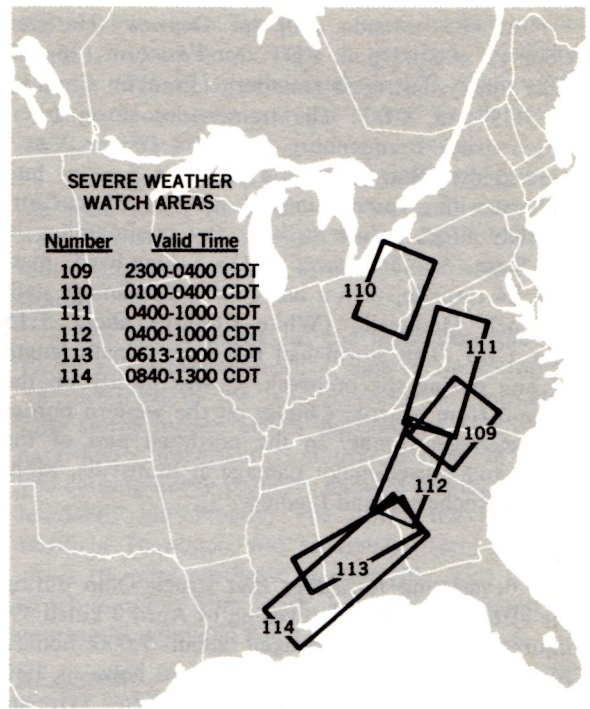 SEVERE WEATHER
WATCH AREAS
Number Valid Time
109 2300-0400 CDT
110 0100-0400 CDT
111 0400-1000 CDT
112 0400-1000 CDT
113 0613-1000 CDT
114 0840-1300 CDT
110
111
109
112
113
114